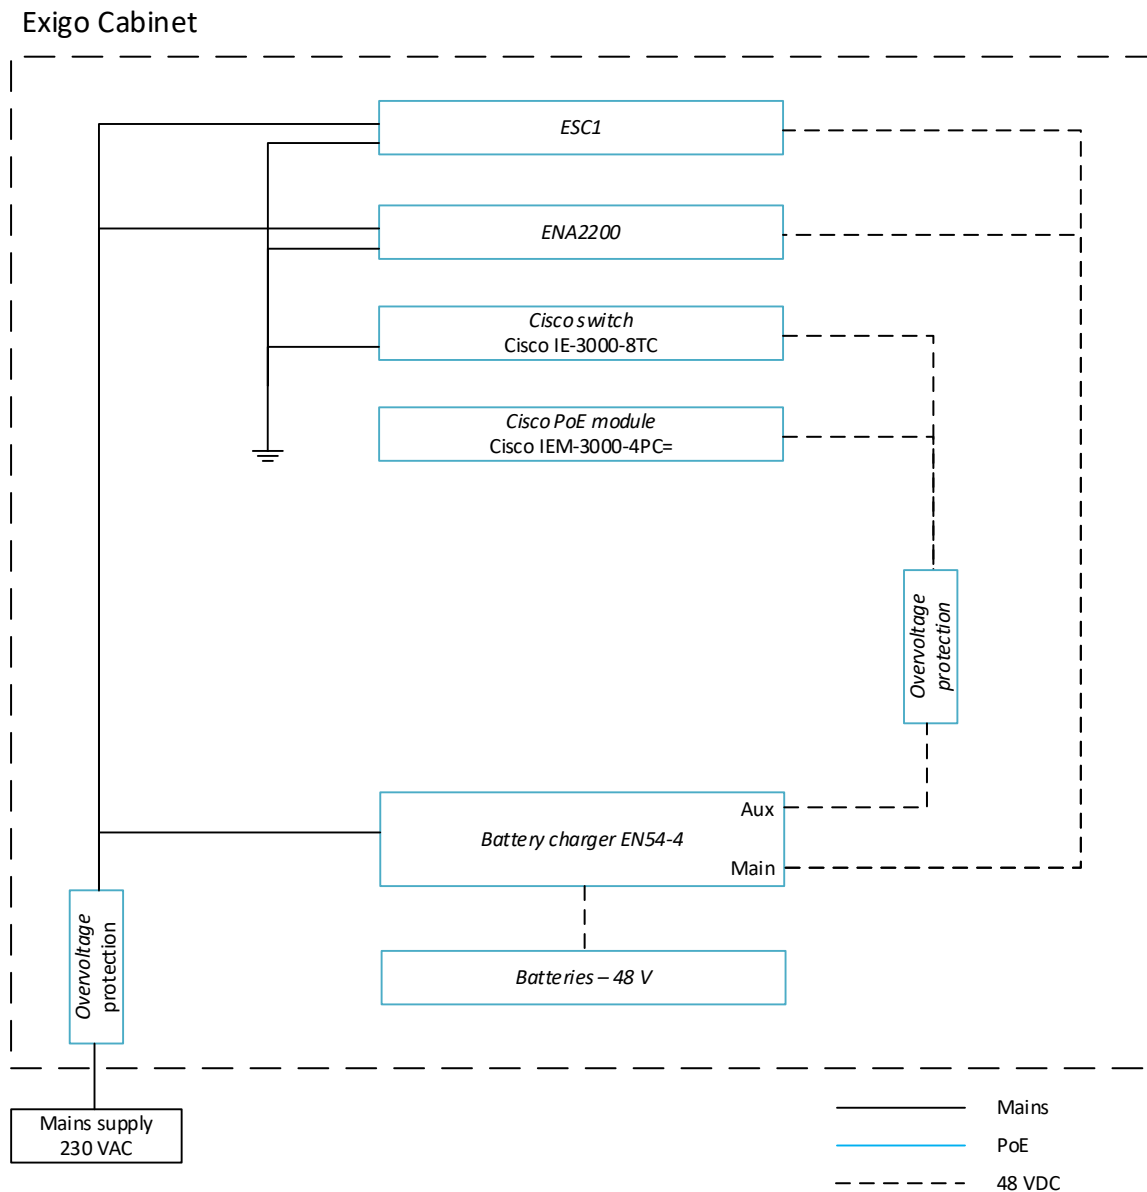 Exigo Cabinet
ESC1
ENA2200
Cisco switch
Cisco IE-3000-8TC
Cisco PoE module
Cisco IEM-3000-4PC=
Overvoltage
protection
Aux
Battery charger EN54-4
Main
Overvoltage
protection
Batteries – 48 V
Mains supply
230 VAC
Mains
PoE
48 VDC